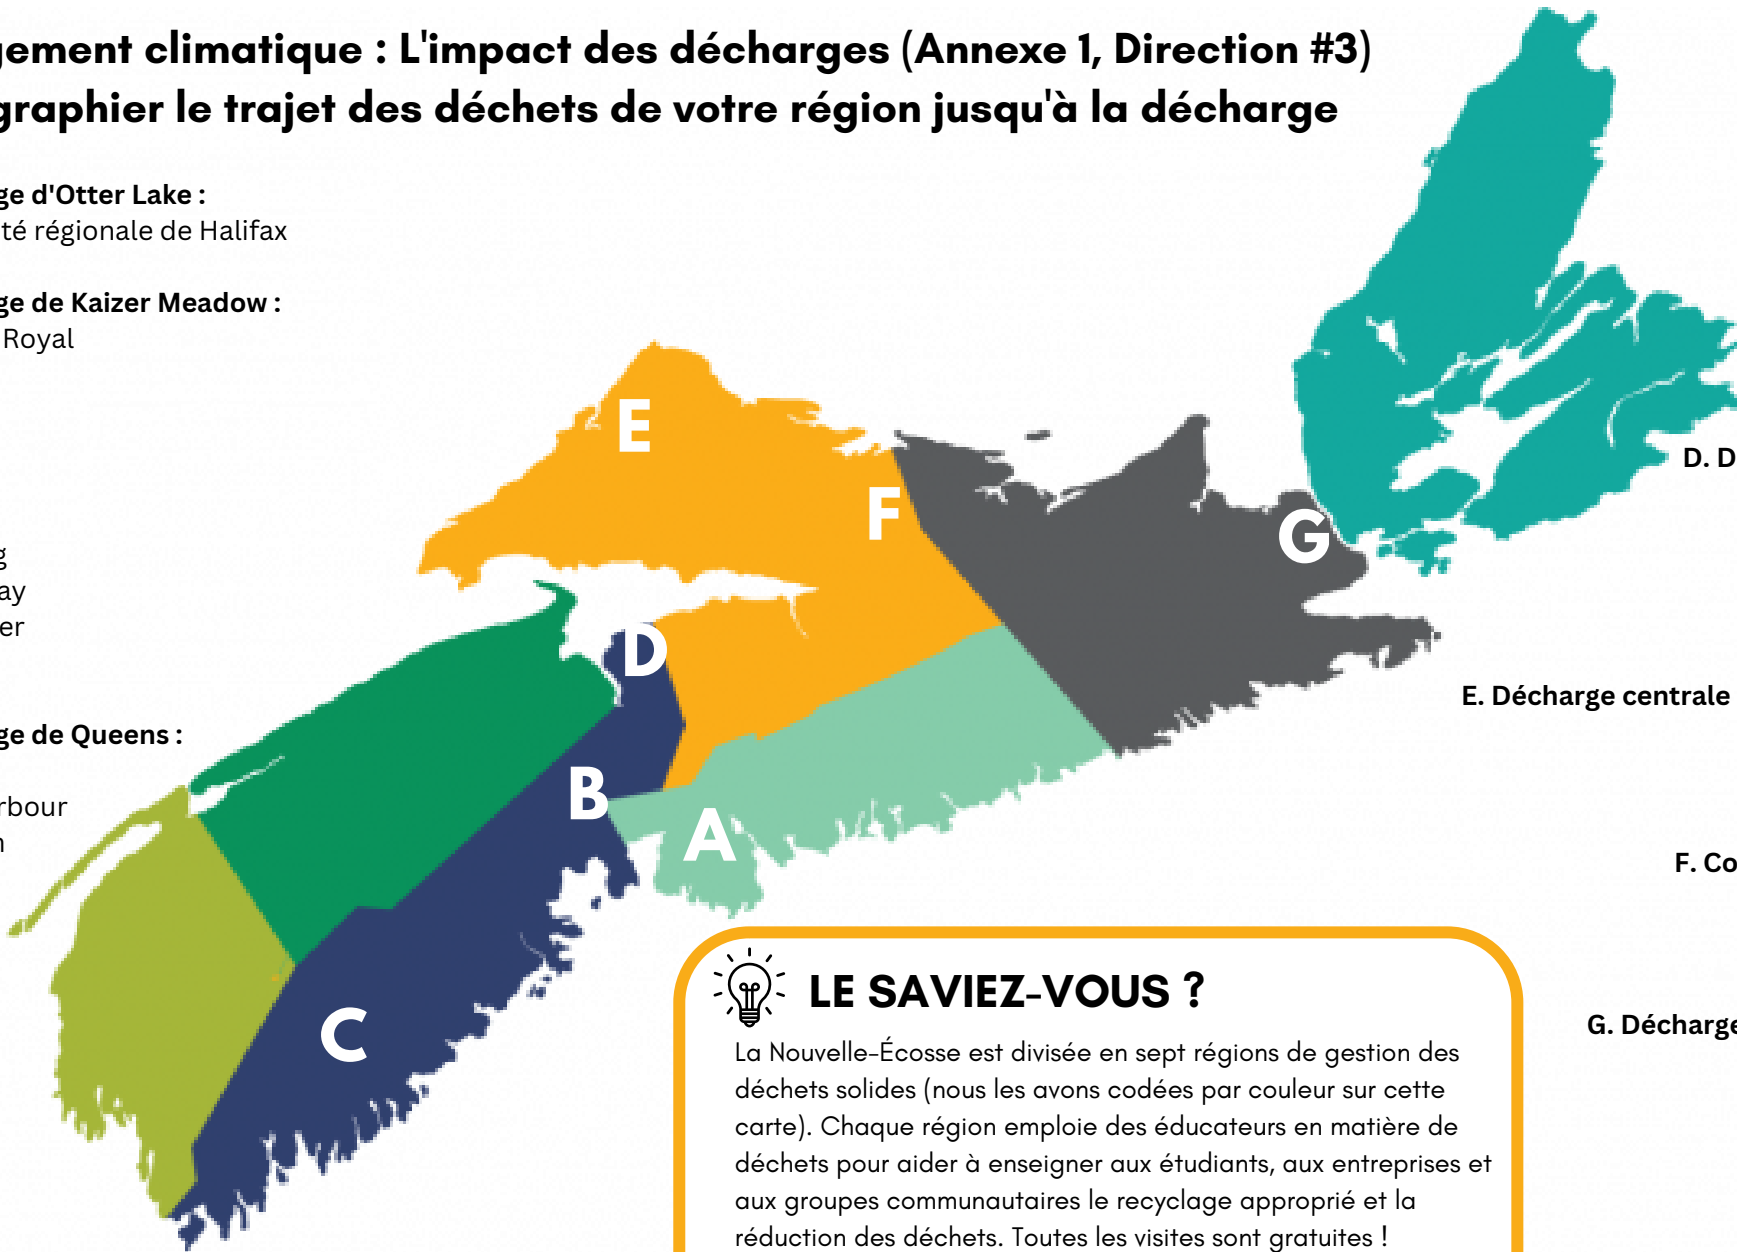 gement climatique : L'impact des décharges (Annexe 1, Direction #3)
graphier le trajet des déchets de votre région jusqu'à la décharge
ge d'Otter Lake :
té régionale de Halifax
ge de Kaizer Meadow :
Royal
g
ay
er
ge de Queens :
rbour
n
E
F
G
D
B
A
C
D. D
E. Décharge centrale
F. Co
G. Décharge
LE SAVIEZ-VOUS ?
La Nouvelle-Écosse est divisée en sept régions de gestion des
déchets solides (nous les avons codées par couleur sur cette
carte). Chaque région emploie des éducateurs en matière de
déchets pour aider à enseigner aux étudiants, aux entreprises et
aux groupes communautaires le recyclage approprié et la
réduction des déchets. Toutes les visites sont gratuites !